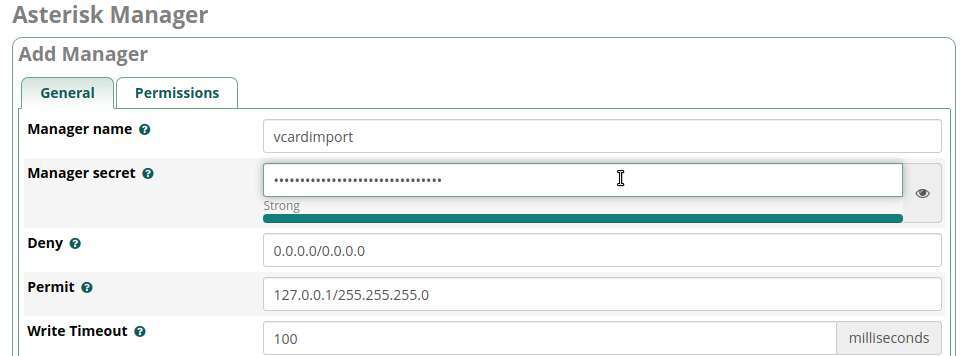 Asterisk Manager
Add Manager
General Permissions
Manager name vcardimport
Manager secret ••••••••••••••••••••••••••••••••
Strong
Deny 0.0.0.0/0.0.0.0
Permit 127.0.0.1/255.255.255.0
Write Timeout 100 milliseconds